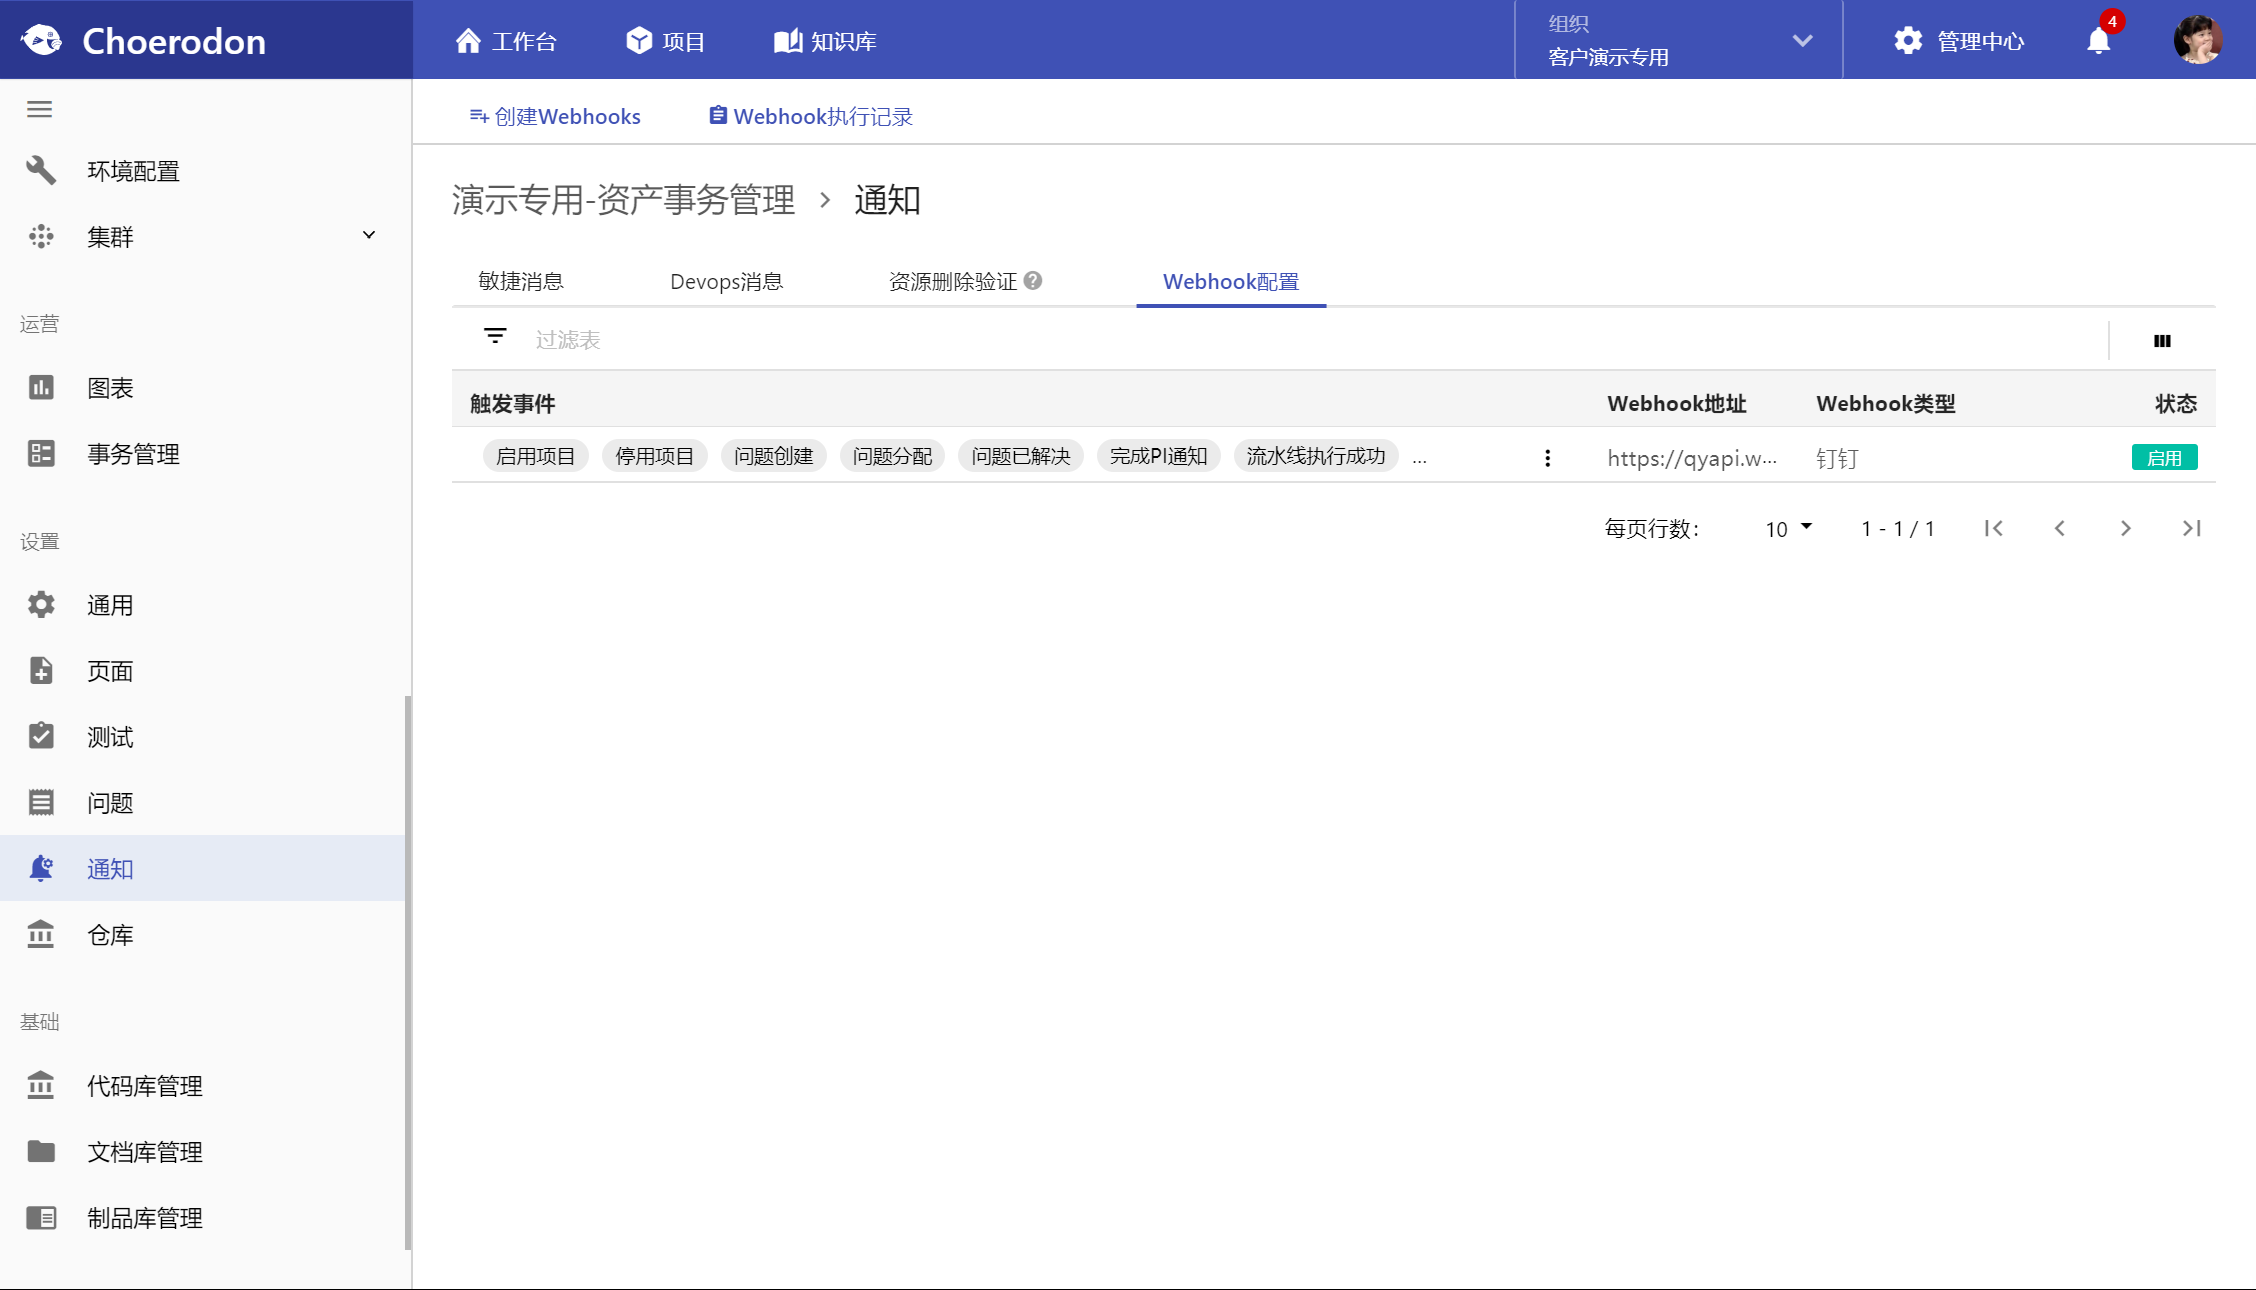 Choerodon
工作台
项目
知识库
组织
客户演示专用
管理中心
4
创建Webhooks
Webhook执行记录
环境配置
集群
运营
图表
事务管理
设置
通用
页面
测试
问题
通知
仓库
基础
代码库管理
文档库管理
制品库管理
演示专用-资产事务管理 > 通知
敏捷消息
Devops消息
资源删除验证
Webhook配置
过滤表
触发事件 Webhook地址 Webhook类型 状态
启用项目 停用项目 问题创建 问题分配 问题已解决 完成PI通知 流水线执行成功 ... https://qyapi.w... 钉钉 启用
每页行数： 10 1 - 1 / 1